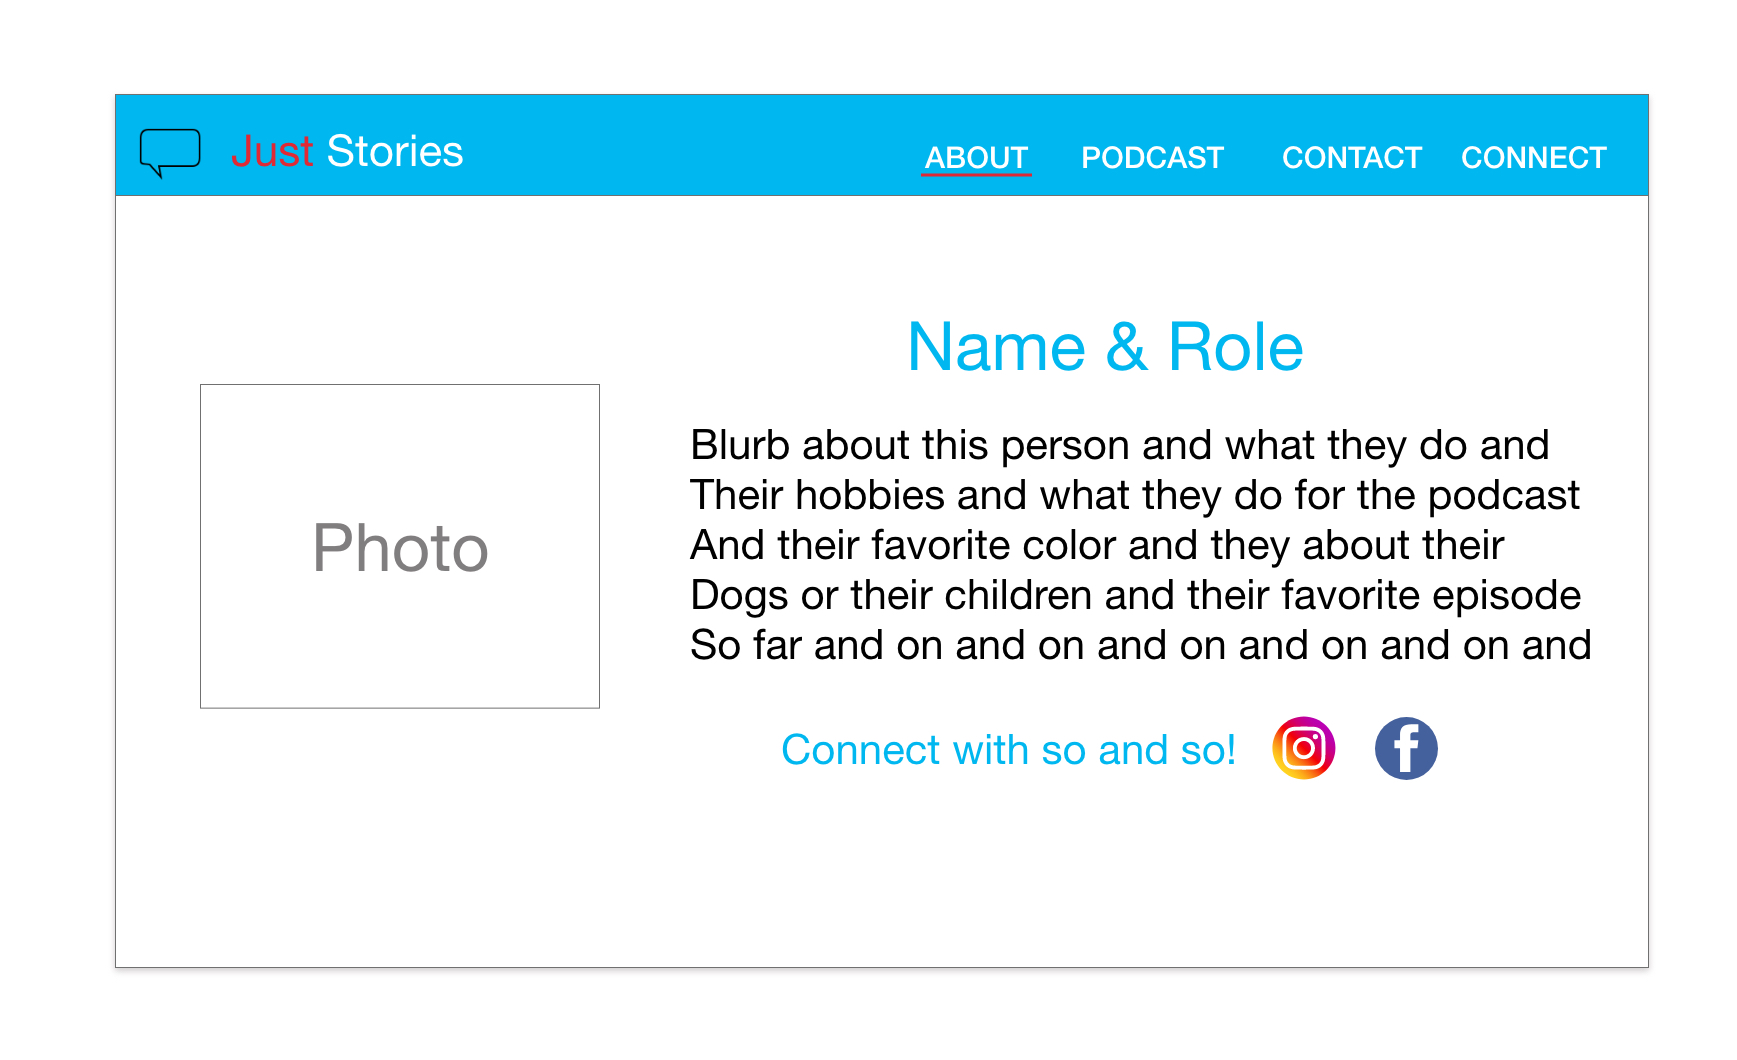 Just Stories
ABOUT PODCAST CONTACT CONNECT
Name & Role
Photo
Blurb about this person and what they do and
Their hobbies and what they do for the podcast
And their favorite color and they about their
Dogs or their children and their favorite episode
So far and on and on and on and on and on and
Connect with so and so!